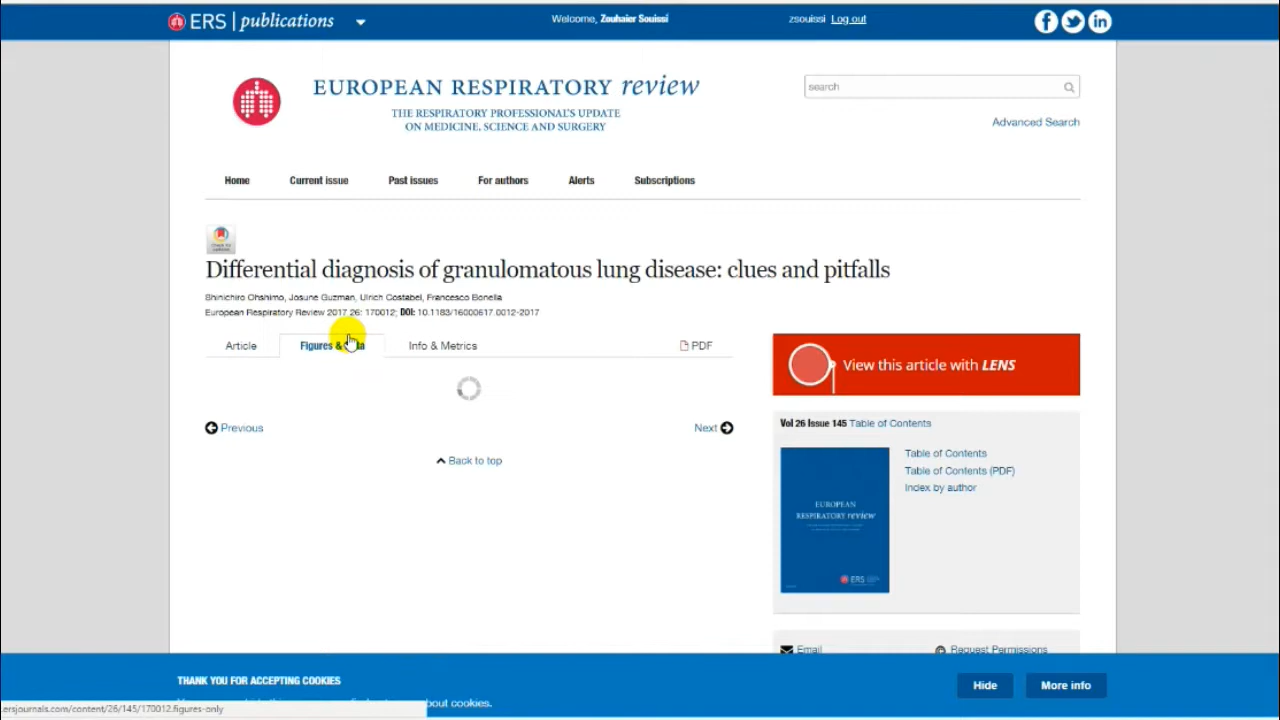 ERS | publications
Welcome, Zouhaier Souissi
zsouissi Log out
EUROPEAN RESPIRATORY review
THE RESPIRATORY PROFESSIONAL'S UPDATE
ON MEDICINE, SCIENCE AND SURGERY
search
Advanced Search
Home Current issue Past issues For authors Alerts Subscriptions
Differential diagnosis of granulomatous lung disease: clues and pitfalls
Shinichiro Ohshimo, Josune Guzman, Ulrich Costabel, Francesco Bonella
European Respiratory Review 2017 26: 170012; DOI: 10.1183/16000617.0012-2017
Article Figures & Info & Metrics PDF
View this article with LENS
Previous Next
Back to top
Vol 26 Issue 145 Table of Contents
EUROPEAN
RESPIRATORY review
ERS
Table of Contents
Table of Contents (PDF)
Index by author
Email Request Permissions
THANK YOU FOR ACCEPTING COOKIES
bout cookies.
Hide More info
.ersjournals.com/content/26/145/170012.figures-only